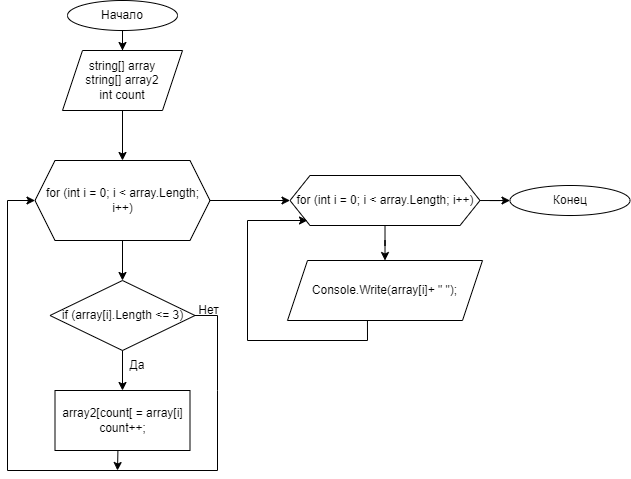 Начало
string[] array
string[] array2
int count
for (int i = 0; i < array.Length;
i++)
for (int i = 0; i < array.Length; i++)
Конец
if (array[i].Length <= 3)
Нет
Console.Write(array[i]+ " ");
Да
array2[count[ = array[i]
count++;